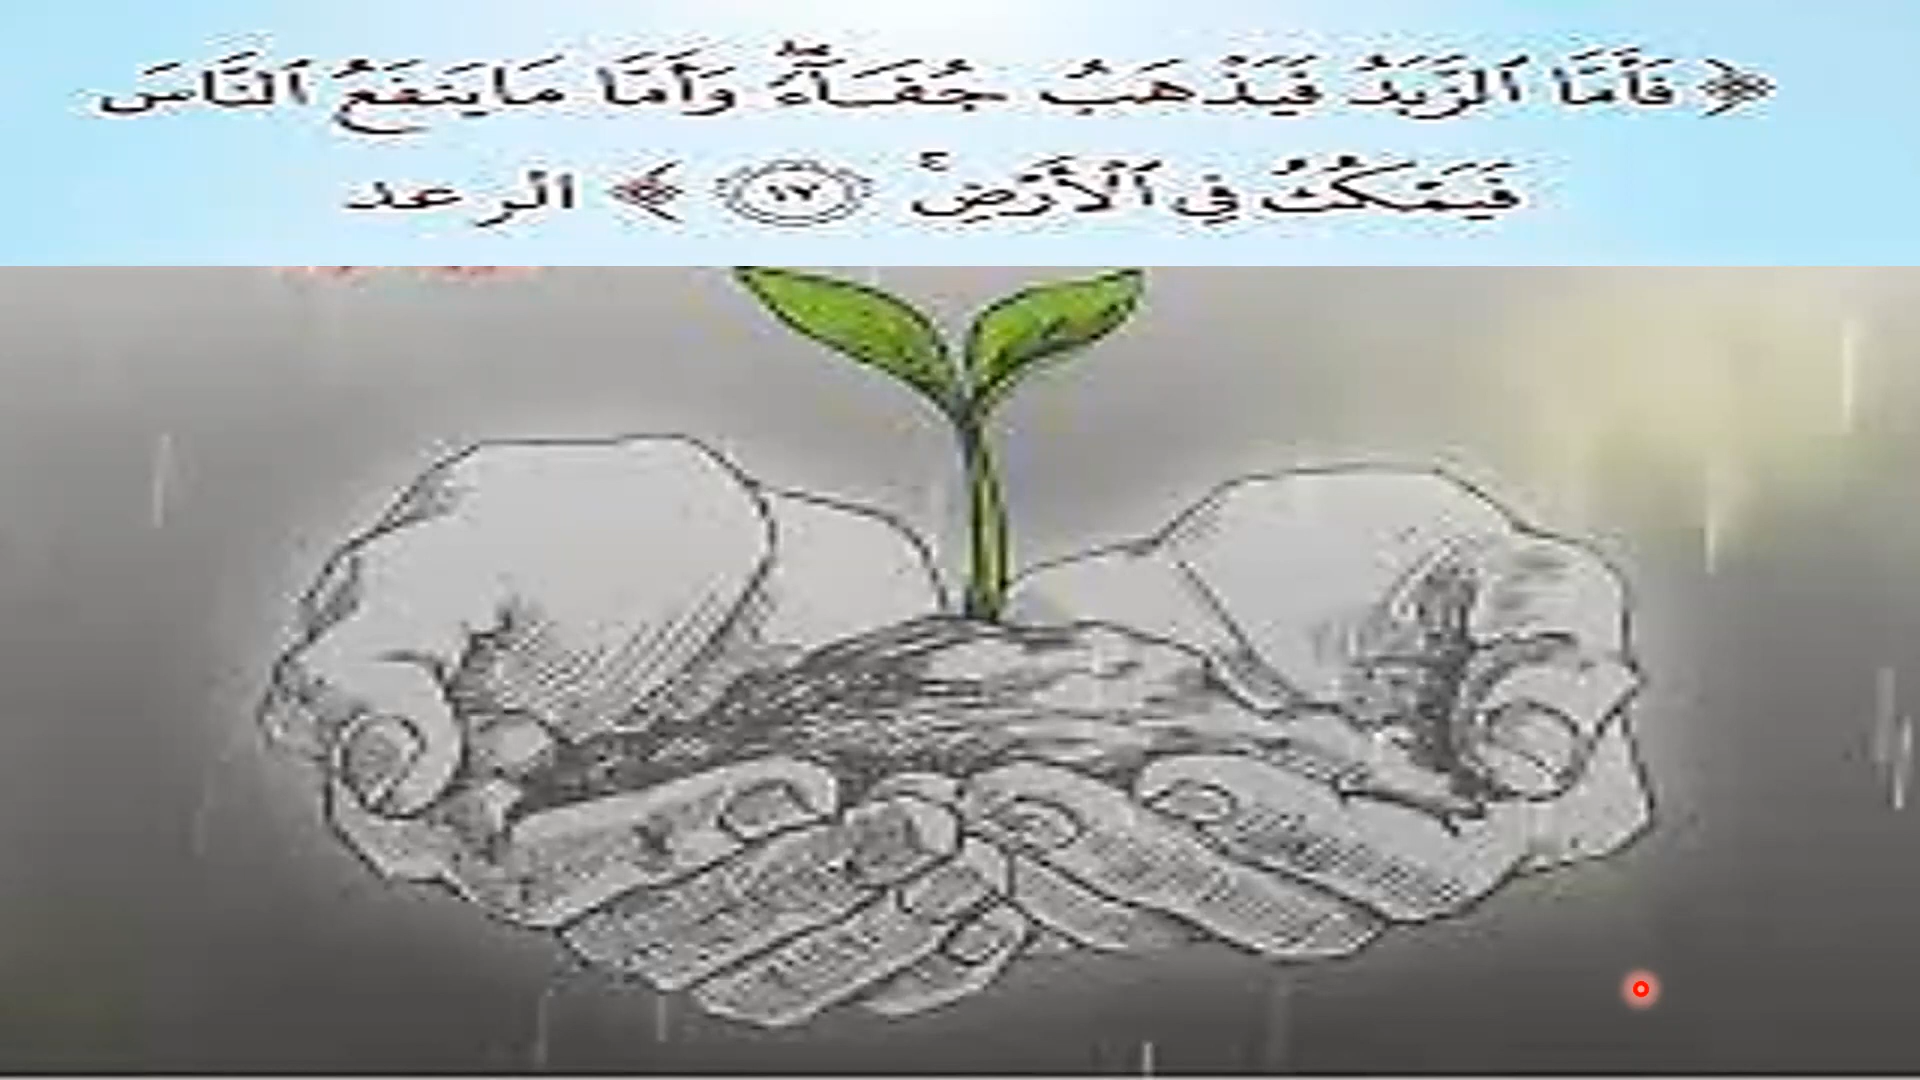 ﴿ فَأَمَّا ٱلزَّبَدُ فَيَذْهَبُ جُفَآءً ۖ وَأَمَّا مَا يَنفَعُ ٱلنَّاسَ
فَيَمْكُثُ فِى ٱلْأَرْضِ ۚ ١٧ ﴾ الرعد